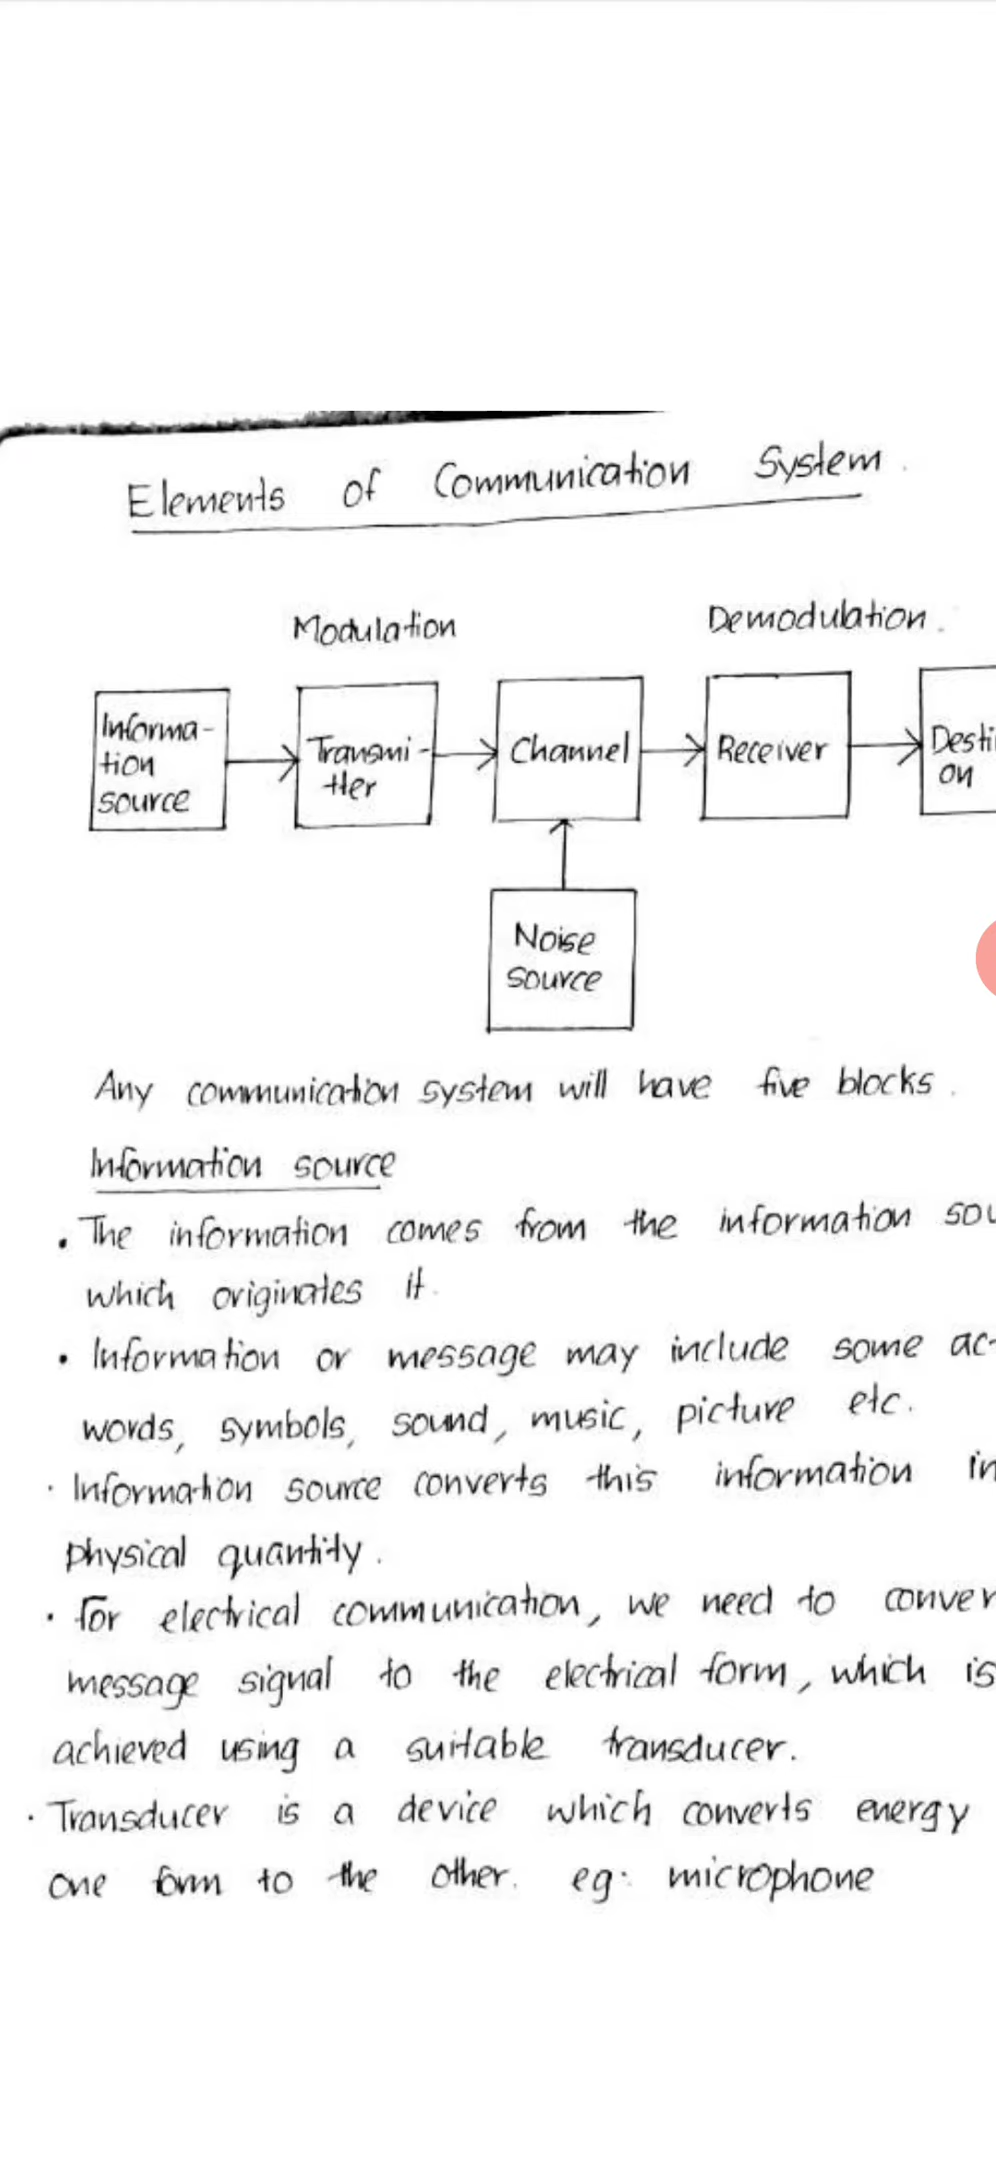 Elements of Communication System.
Modulation
Demodulation.
Informa-
tion
source
Transmi-
tter
Channel
Receiver
Desti
on
Noise
source
Any communication system will have five blocks.
Information source
. The information comes from the information sou
which originates it.
• Information or message may include some ac-
words, symbols, sound, music, picture etc.
· Information source converts this information in
physical quantity.
· For electrical communication, we need to conver
message signal to the electrical form, which is
achieved using a suitable transducer.
· Transducer is a device which converts energy
one form to the other. eg: microphone